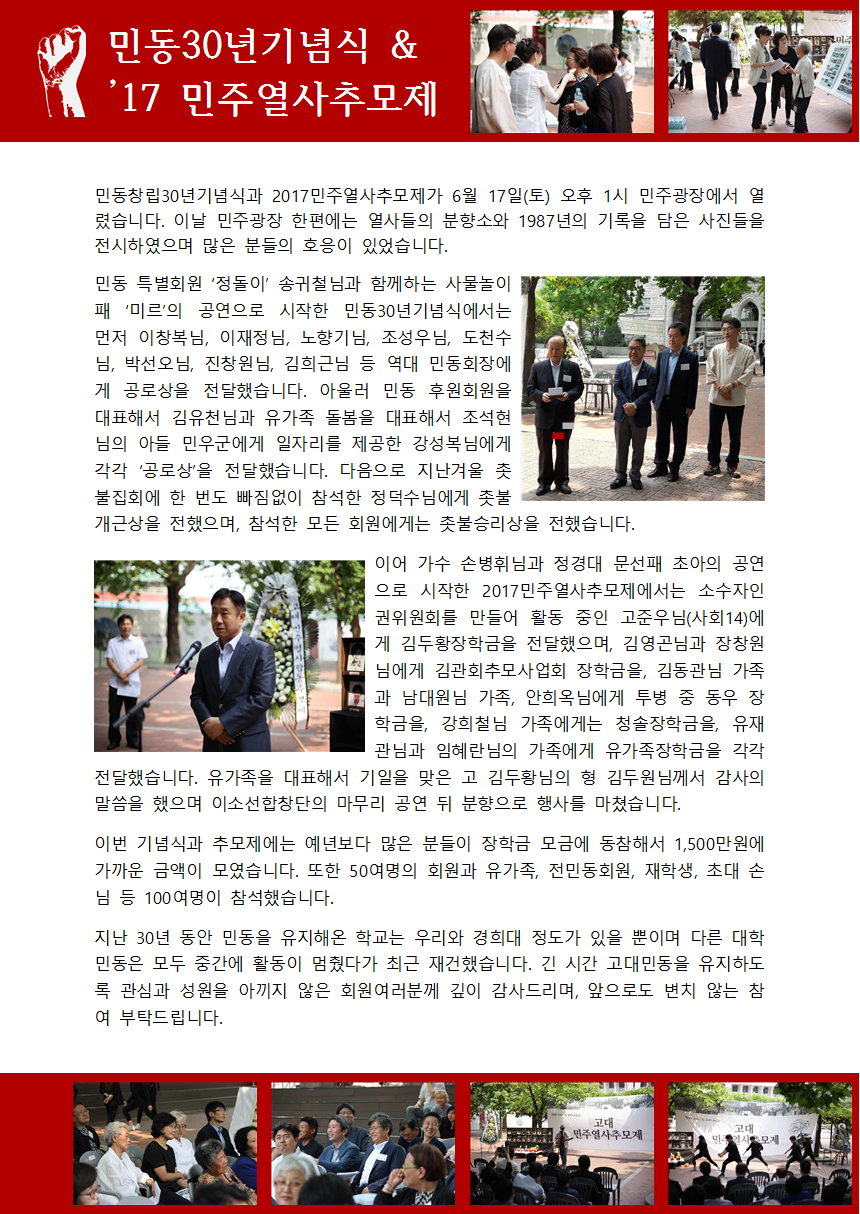 민동30년기념식 &
’17 민주열사추모제
민동창립30년기념식과 2017민주열사추모제가 6월 17일(토) 오후 1시 민주광장에서 열
렸습니다. 이날 민주광장 한편에는 열사들의 분향소와 1987년의 기록을 담은 사진들을
전시하였으며 많은 분들의 호응이 있었습니다.
민동 특별회원 ‘정돌이’ 송귀철님과 함께하는 사물놀이
패 ‘미르’의 공연으로 시작한 민동30년기념식에서는
먼저 이창복님, 이재정님, 노향기님, 조성우님, 도천수
님, 박선오님, 진창원님, 김희근님 등 역대 민동회장에
게 공로상을 전달했습니다. 아울러 민동 후원회원을
대표해서 김유천님과 유가족 돌봄을 대표해서 조석현
님의 아들 민우군에게 일자리를 제공한 강성복님에게
각각 ‘공로상’을 전달했습니다. 다음으로 지난겨울 촛
불집회에 한 번도 빠짐없이 참석한 정덕수님에게 촛불
개근상을 전했으며, 참석한 모든 회원에게는 촛불승리상을 전했습니다.
이어 가수 손병휘님과 정경대 문선패 초아의 공연
으로 시작한 2017민주열사추모제에서는 소수자인
권위원회를 만들어 활동 중인 고준우님(사회14)에
게 김두황장학금을 전달했으며, 김영곤님과 장창원
님에게 김관회추모사업회 장학금을, 김동관님 가족
과 남대원님 가족, 안희옥님에게 투병 중 동우 장
학금을, 강희철님 가족에게는 청솔장학금을, 유재
관님과 임혜란님의 가족에게 유가족장학금을 각각
전달했습니다. 유가족을 대표해서 기일을 맞은 고 김두황님의 형 김두원님께서 감사의
말씀을 했으며 이소선합창단의 마무리 공연 뒤 분향으로 행사를 마쳤습니다.
이번 기념식과 추모제에는 예년보다 많은 분들이 장학금 모금에 동참해서 1,500만원에
가까운 금액이 모였습니다. 또한 50여명의 회원과 유가족, 전민동회원, 재학생, 초대 손
님 등 100여명이 참석했습니다.
지난 30년 동안 민동을 유지해온 학교는 우리와 경희대 정도가 있을 뿐이며 다른 대학
민동은 모두 중간에 활동이 멈췄다가 최근 재건했습니다. 긴 시간 고대민동을 유지하도
록 관심과 성원을 아끼지 않은 회원여러분께 깊이 감사드리며, 앞으로도 변치 않는 참
여 부탁드립니다.
고대
민주열사추모제
고대
민주열사추모제